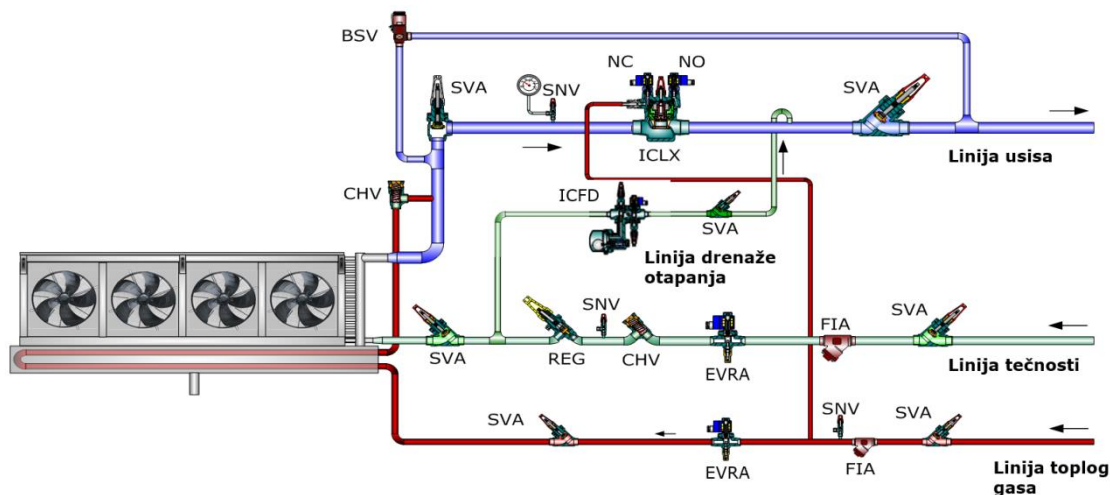 BSV
NC NO
SVA
SNV
SVA
ICLX
Linija usisa
CHV
ICFD
SVA
Linija drenaže
otapanja
SNV
FIA
SVA
SVA
REG
CHV
EVRA
Linija tečnosti
SVA
SNV
SVA
EVRA
FIA
Linija toplog
gasa